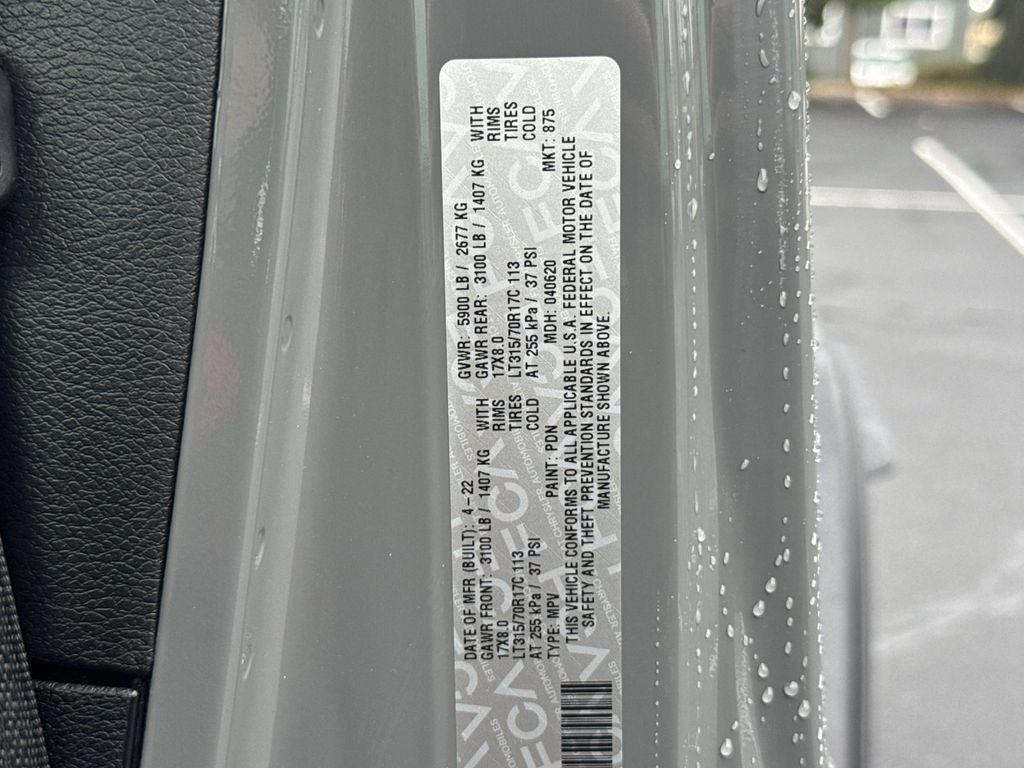 DATE OF MFR (BUILT): 4-22 GVWR: 5900 LB / 2677 KG
GAWR FRONT: 3100 LB / 1407 KG WITH GAWR REAR: 3100 LB / 1407 KG WITH
17X8.0 RIMS 17X8.0 RIMS
LT315/70R17C 113 TIRES LT315/70R17C 113 TIRES
AT 255 kPa / 37 PSI COLD AT 255 kPa / 37 PSI COLD
TYPE: MPV PAINT: PDN MDH: 040620 MKT: 875
THIS VEHICLE CONFORMS TO ALL APPLICABLE U.S.A. FEDERAL MOTOR VEHICLE
SAFETY AND THEFT PREVENTION STANDARDS IN EFFECT ON THE DATE OF
MANUFACTURE SHOWN ABOVE.